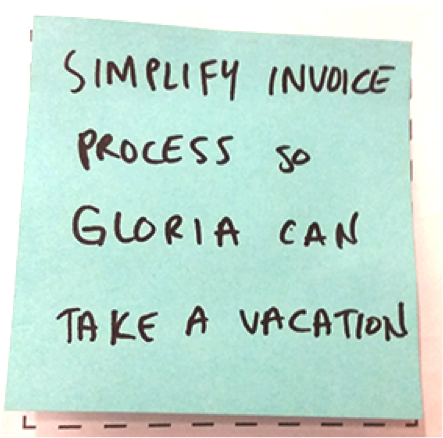 SIMPLIFY INVOICE
PROCESS SO
GLORIA CAN
TAKE A VACATION